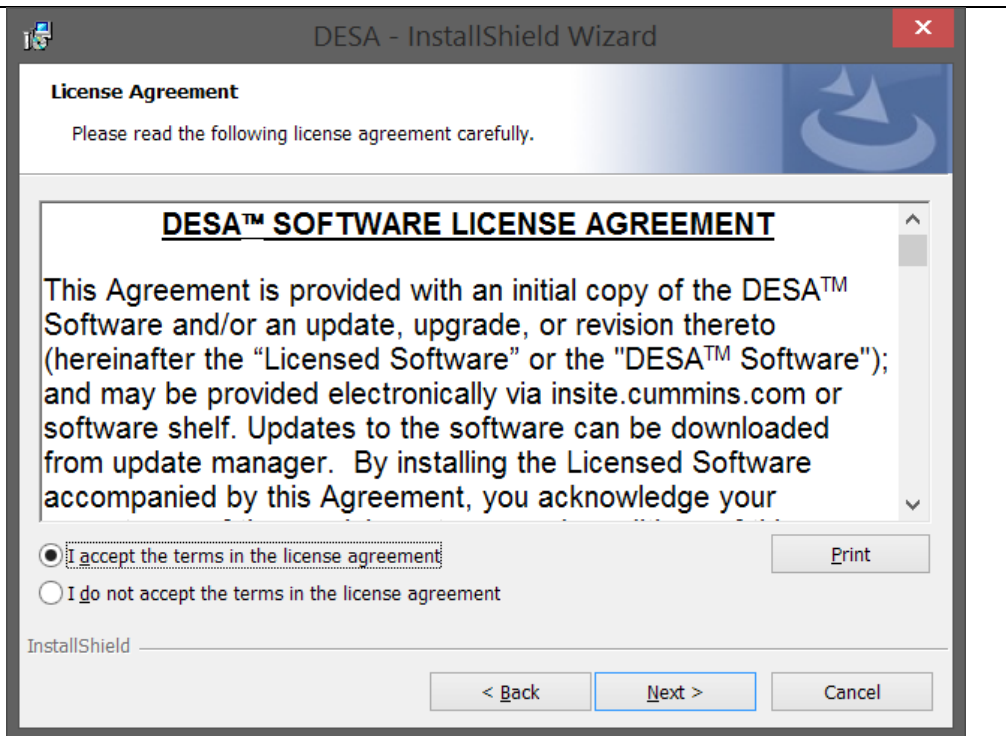 DESA - InstallShield Wizard
License Agreement
Please read the following license agreement carefully.
DESA™ SOFTWARE LICENSE AGREEMENT
This Agreement is provided with an initial copy of the DESA™
Software and/or an update, upgrade, or revision thereto
(hereinafter the “Licensed Software” or the "DESA™ Software");
and may be provided electronically via insite.cummins.com or
software shelf. Updates to the software can be downloaded
from update manager.  By installing the Licensed Software
accompanied by this Agreement, you acknowledge your
I accept the terms in the license agreement
Print
I do not accept the terms in the license agreement
InstallShield
< Back
Next >
Cancel